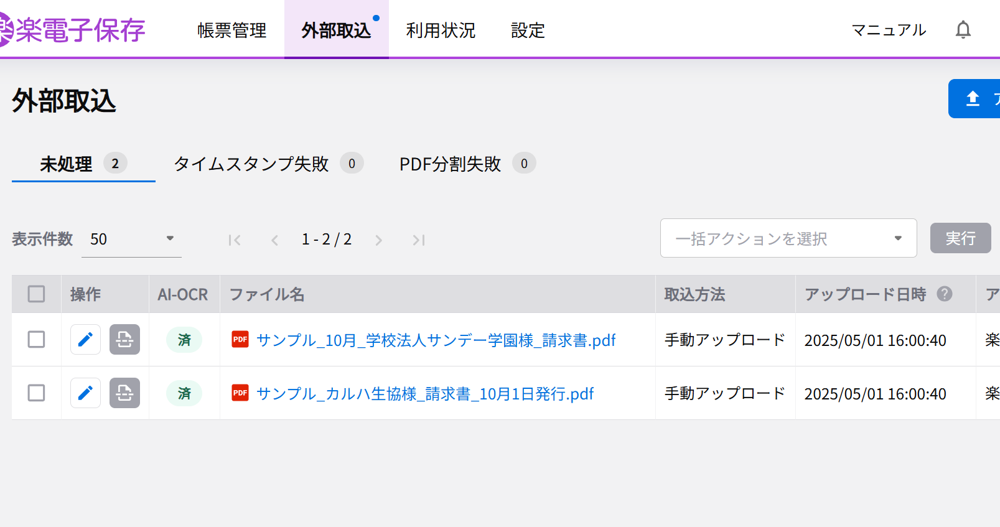 楽楽電子保存 帳票管理 外部取込 利用状況 設定 マニュアル
外部取込
未処理 2 タイムスタンプ失敗 0 PDF分割失敗 0
表示件数 50 1 - 2 / 2 一括アクションを選択 実行
操作 AI-OCR ファイル名 取込方法 アップロード日時 ? ア
済 PDF サンプル_10月_学校法人サンデー学園様_請求書.pdf 手動アップロード 2025/05/01 16:00:40 楽
済 PDF サンプル_カルハ生協様_請求書_10月1日発行.pdf 手動アップロード 2025/05/01 16:00:40 楽